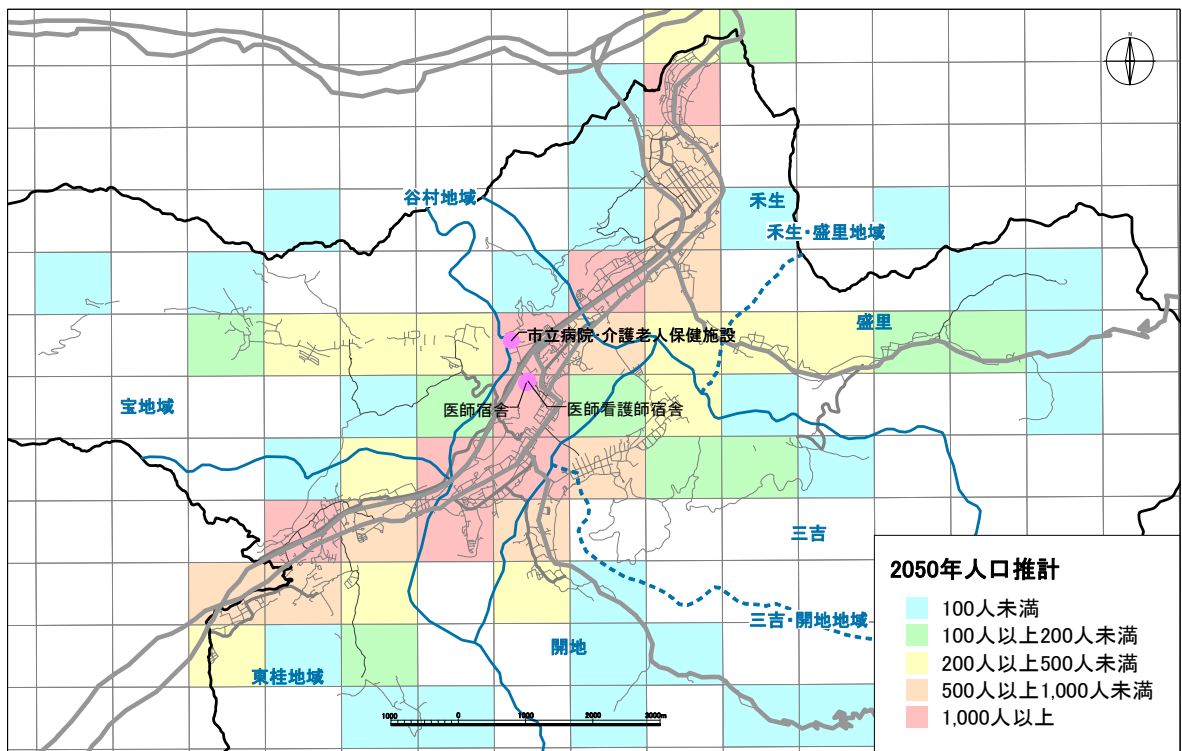 N
谷村地域
禾生
禾生・盛里地域
盛里
市立病院・介護老人保健施設
宝地域
医師宿舎
医師看護師宿舎
三吉
三吉・開地地域
開地
東桂地域
1000 0 1000 2000 3000m
2050年人口推計
100人未満
100人以上200人未満
200人以上500人未満
500人以上1,000人未満
1,000人以上